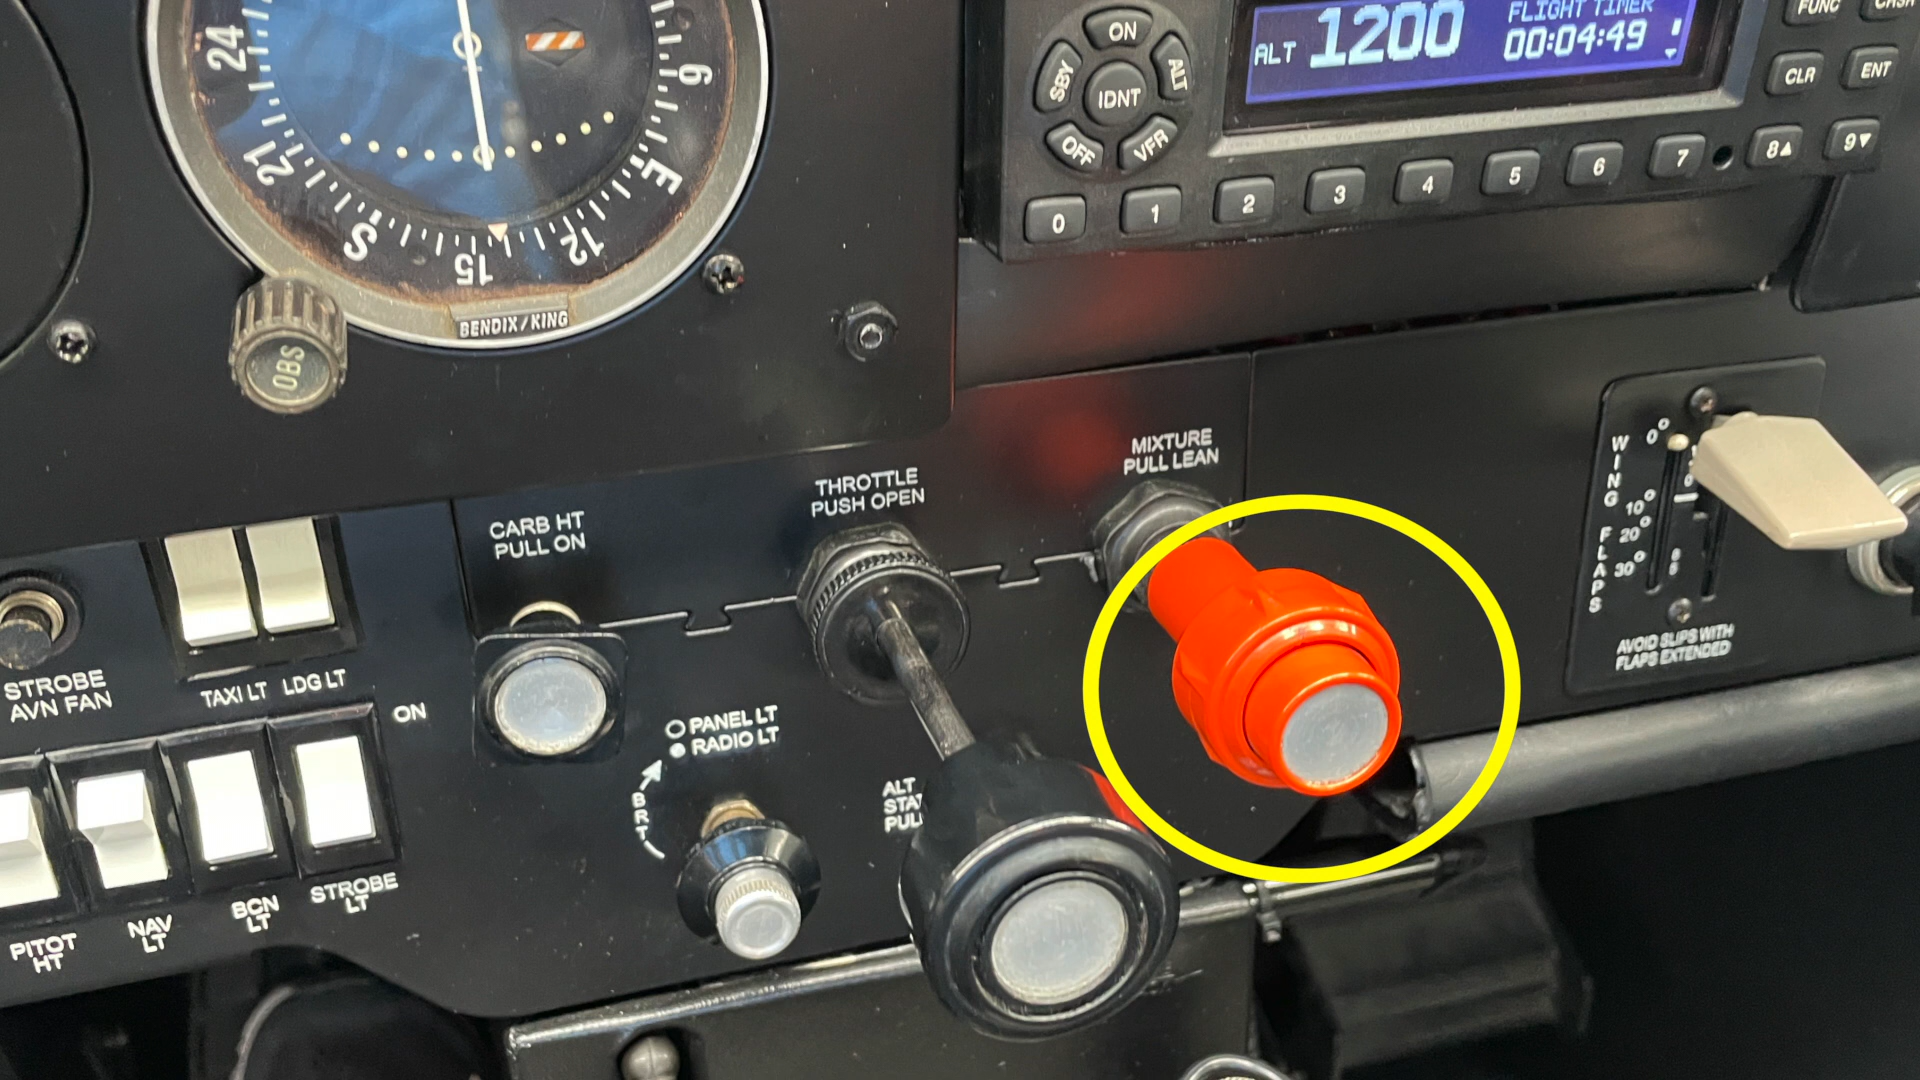 24
6
21
E
S
15
12
BENDIX/KING
OBS
ON
SBY
ALT
IDNT
OFF
VFR
ALT 1200
FLIGHT TIMER
00:04:49
FUNC
CLR
ENT
0
1
2
3
4
5
6
7
8▲
9▼
MIXTURE
PULL LEAN
THROTTLE
PUSH OPEN
CARB HT
PULL ON
WING FLAPS
0°
10°
20°
30°
AVOID SLIPS WITH
FLAPS EXTENDED
STROBE
AVN FAN
TAXI LT
LDG LT
ON
PANEL LT
RADIO LT
BRT
ALT
PITOT
HT
NAV
LT
BCN
LT
STROBE
LT